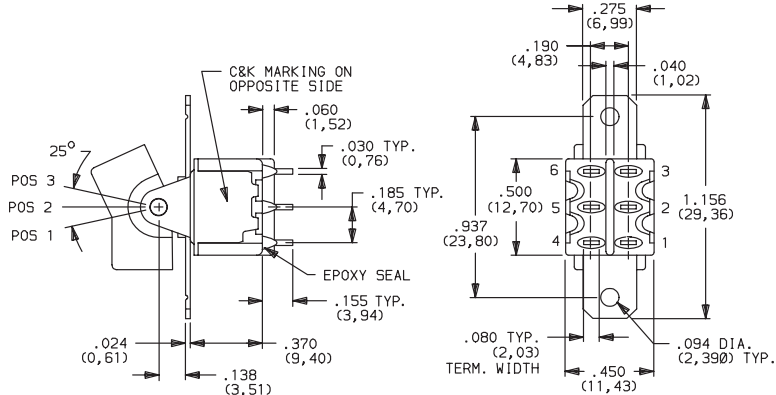 C&K MARKING ON
OPPOSITE SIDE
.060
(1,52)
.030 TYP.
(0,76)
25°
POS 3
POS 2
POS 1
.185 TYP.
(4,70)
EPOXY SEAL
.155 TYP.
(3,94)
.024
(0,61)
.370
(9,40)
.138
(3.51)
.275
(6,99)
.190
(4,83)
.040
(1,02)
6
3
.500
(12,70)
5
2
1.156
(29,36)
.937
(23,80)
4
1
.080 TYP.
(2,03)
TERM. WIDTH
.094 DIA.
(2,390) TYP.
.450
(11,43)